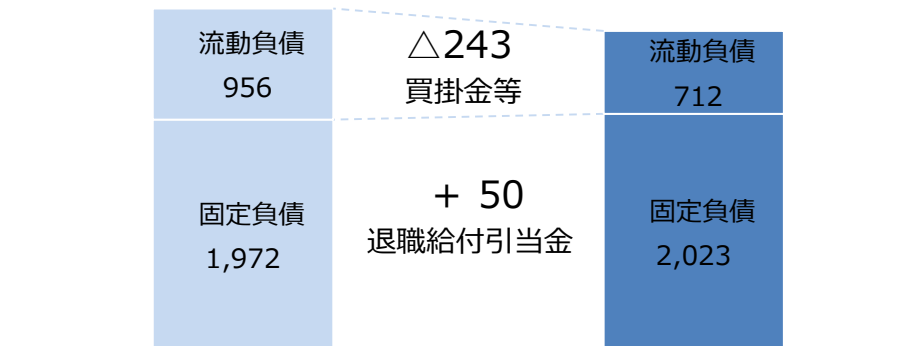 流動負債
956
△243
買掛金等
流動負債
712
固定負債
1,972
+ 50
退職給付引当金
固定負債
2,023